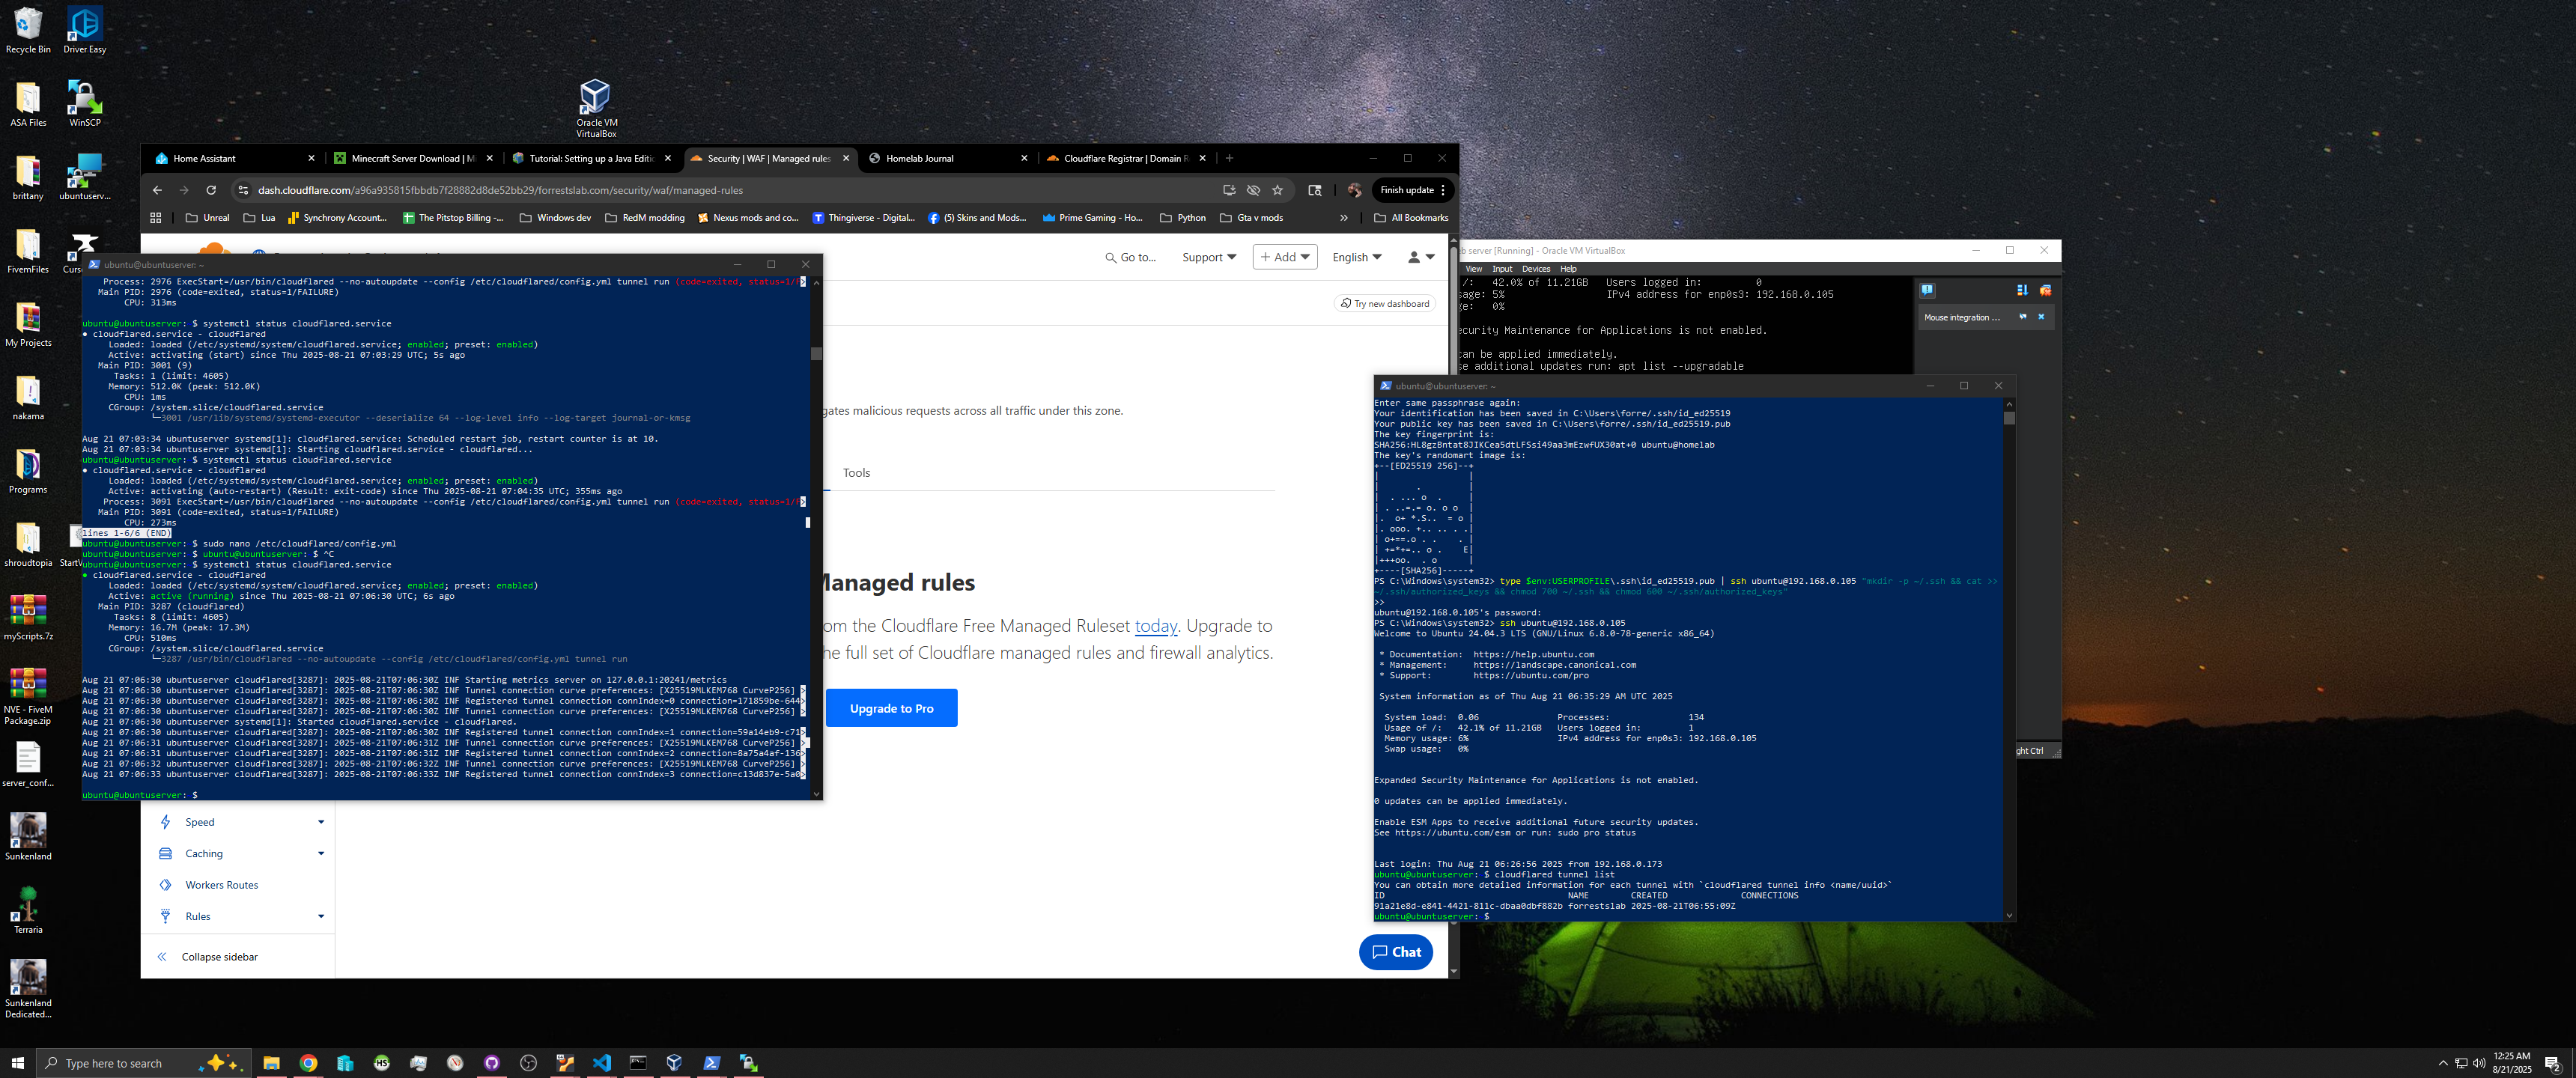 Recycle Bin
Driver Easy
ASA Files
WinSCP
Oracle VM
VirtualBox
brittany
ubuntuserv...
FivemFiles
My Projects
nakama
Programs
shroudtopia
myScripts.7z
NVE - FiveM
Package.zip
server_conf...
Sunkenland
Terraria
Sunkenland
Dedicated...
Home Assistant
Minecraft Server Download | M
Tutorial: Setting up a Java Editi
Security | WAF | Managed rules
Homelab Journal
Cloudflare Registrar | Domain R
dash.cloudflare.com/a96a935815fbbdb7f28882d8de52bb29/forrestslab.com/security/waf/managed-rules
Finish update
Unreal
Lua
Synchrony Account...
The Pitstop Billing -...
Windows dev
RedM modding
Nexus mods and co...
Thingiverse - Digital...
(5) Skins and Mods...
Prime Gaming - Ho...
Python
Gta v mods
All Bookmarks
Go to...
Support
+ Add
English
Try new dashboard
gates malicious requests across all traffic under this zone.
Tools
Managed rules
om the Cloudflare Free Managed Ruleset today. Upgrade to
he full set of Cloudflare managed rules and firewall analytics.
Upgrade to Pro
Speed
Caching
Workers Routes
Rules
Collapse sidebar
Chat
ubuntu@ubuntuserver: ~
Process: 2976 ExecStart=/usr/bin/cloudflared --no-autoupdate --config /etc/cloudflared/config.yml tunnel run (code=exited, status=1/F>
Main PID: 2976 (code=exited, status=1/FAILURE)
CPU: 313ms
ubuntu@ubuntuserver: $ systemctl status cloudflared.service
● cloudflared.service - cloudflared
Loaded: loaded (/etc/systemd/system/cloudflared.service; enabled; preset: enabled)
Active: activating (start) since Thu 2025-08-21 07:03:29 UTC; 5s ago
Main PID: 3001 (9)
Tasks: 1 (limit: 4605)
Memory: 512.0K (peak: 512.0K)
CPU: 1ms
CGroup: /system.slice/cloudflared.service
└─3001 /usr/lib/systemd/systemd-executor --deserialize 64 --log-level info --log-target journal-or-kmsg
Aug 21 07:03:34 ubuntuserver systemd[1]: cloudflared.service: Scheduled restart job, restart counter is at 10.
Aug 21 07:03:34 ubuntuserver systemd[1]: Starting cloudflared.service - cloudflared...
ubuntu@ubuntuserver: $ systemctl status cloudflared.service
● cloudflared.service - cloudflared
Loaded: loaded (/etc/systemd/system/cloudflared.service; enabled; preset: enabled)
Active: activating (auto-restart) (Result: exit-code) since Thu 2025-08-21 07:04:35 UTC; 355ms ago
Process: 3091 ExecStart=/usr/bin/cloudflared --no-autoupdate --config /etc/cloudflared/config.yml tunnel run (code=exited, status=1/F>
Main PID: 3091 (code=exited, status=1/FAILURE)
CPU: 273ms
lines 1-6/6 (END)
ubuntu@ubuntuserver: $ sudo nano /etc/cloudflared/config.yml
ubuntu@ubuntuserver: $ ubuntu@ubuntuserver: $ ^C
ubuntu@ubuntuserver: $ systemctl status cloudflared.service
● cloudflared.service - cloudflared
Loaded: loaded (/etc/systemd/system/cloudflared.service; enabled; preset: enabled)
Active: active (running) since Thu 2025-08-21 07:06:30 UTC; 6s ago
Main PID: 3287 (cloudflared)
Tasks: 8 (limit: 4605)
Memory: 16.7M (peak: 17.3M)
CPU: 510ms
CGroup: /system.slice/cloudflared.service
└─3287 /usr/bin/cloudflared --no-autoupdate --config /etc/cloudflared/config.yml tunnel run
Aug 21 07:06:30 ubuntuserver cloudflared[3287]: 2025-08-21T07:06:30Z INF Starting metrics server on 127.0.0.1:20241/metrics
Aug 21 07:06:30 ubuntuserver cloudflared[3287]: 2025-08-21T07:06:30Z INF Tunnel connection curve preferences: [X25519MLKEM768 CurveP256] >
Aug 21 07:06:30 ubuntuserver cloudflared[3287]: 2025-08-21T07:06:30Z INF Registered tunnel connection connIndex=0 connection=171859be-644>
Aug 21 07:06:30 ubuntuserver cloudflared[3287]: 2025-08-21T07:06:30Z INF Tunnel connection curve preferences: [X25519MLKEM768 CurveP256] >
Aug 21 07:06:30 ubuntuserver systemd[1]: Started cloudflared.service - cloudflared.
Aug 21 07:06:30 ubuntuserver cloudflared[3287]: 2025-08-21T07:06:30Z INF Registered tunnel connection connIndex=1 connection=59a14eb9-c71>
Aug 21 07:06:31 ubuntuserver cloudflared[3287]: 2025-08-21T07:06:31Z INF Tunnel connection curve preferences: [X25519MLKEM768 CurveP256] >
Aug 21 07:06:31 ubuntuserver cloudflared[3287]: 2025-08-21T07:06:31Z INF Registered tunnel connection connIndex=2 connection=8a75a4af-136>
Aug 21 07:06:32 ubuntuserver cloudflared[3287]: 2025-08-21T07:06:32Z INF Tunnel connection curve preferences: [X25519MLKEM768 CurveP256] >
Aug 21 07:06:33 ubuntuserver cloudflared[3287]: 2025-08-21T07:06:33Z INF Registered tunnel connection connIndex=3 connection=c13d837e-5a0>
ubuntu@ubuntuserver: $
b server [Running] - Oracle VM VirtualBox
View Input Devices Help
/: 42.0% of 11.21GB Users logged in: 0
sage: 5% IPv4 address for enp0s3: 192.168.0.105
ge: 0%
ecurity Maintenance for Applications is not enabled.
can be applied immediately.
se additional updates run: apt list --upgradable
Mouse integration ...
ght Ctrl
ubuntu@ubuntuserver: ~
Enter same passphrase again:
Your identification has been saved in C:\Users\forre/.ssh/id_ed25519
Your public key has been saved in C:\Users\forre/.ssh/id_ed25519.pub
The key fingerprint is:
SHA256:HL8gzBntat8JIKCea5dtLFSsi49aa3mEzwfUX30at+0 ubuntu@homelab
The key's randomart image is:
+--[ED25519 256]--+
|                 |
|       .         |
|  . ... o  .     |
| . ..=.= o. o o  |
|.  o+ *.S..  = o |
|. ooo. +.. .. . .|
| o+==.o . .    . |
| +=*+=.. o .    E|
|+++oo.  . o      |
+----[SHA256]-----+
PS C:\Windows\system32> type $env:USERPROFILE\.ssh\id_ed25519.pub | ssh ubuntu@192.168.0.105 "mkdir -p ~/.ssh && cat >>
~/.ssh/authorized_keys && chmod 700 ~/.ssh && chmod 600 ~/.ssh/authorized_keys"
>>
ubuntu@192.168.0.105's password:
PS C:\Windows\system32> ssh ubuntu@192.168.0.105
Welcome to Ubuntu 24.04.3 LTS (GNU/Linux 6.8.0-78-generic x86_64)
* Documentation: https://help.ubuntu.com
* Management: https://landscape.canonical.com
* Support: https://ubuntu.com/pro
System information as of Thu Aug 21 06:35:29 AM UTC 2025
System load: 0.06 Processes: 134
Usage of /: 42.1% of 11.21GB Users logged in: 1
Memory usage: 6% IPv4 address for enp0s3: 192.168.0.105
Swap usage: 0%
Expanded Security Maintenance for Applications is not enabled.
0 updates can be applied immediately.
Enable ESM Apps to receive additional future security updates.
See https://ubuntu.com/esm or run: sudo pro status
Last login: Thu Aug 21 06:26:56 2025 from 192.168.0.173
ubuntu@ubuntuserver: $ cloudflared tunnel list
You can obtain more detailed information for each tunnel with `cloudflared tunnel info <name/uuid>`
ID NAME CREATED CONNECTIONS
91a21e8d-e841-4421-811c-dbaa0dbf882b forrestslab 2025-08-21T06:55:09Z
ubuntu@ubuntuserver: $
Type here to search
12:25 AM
8/21/2025
2